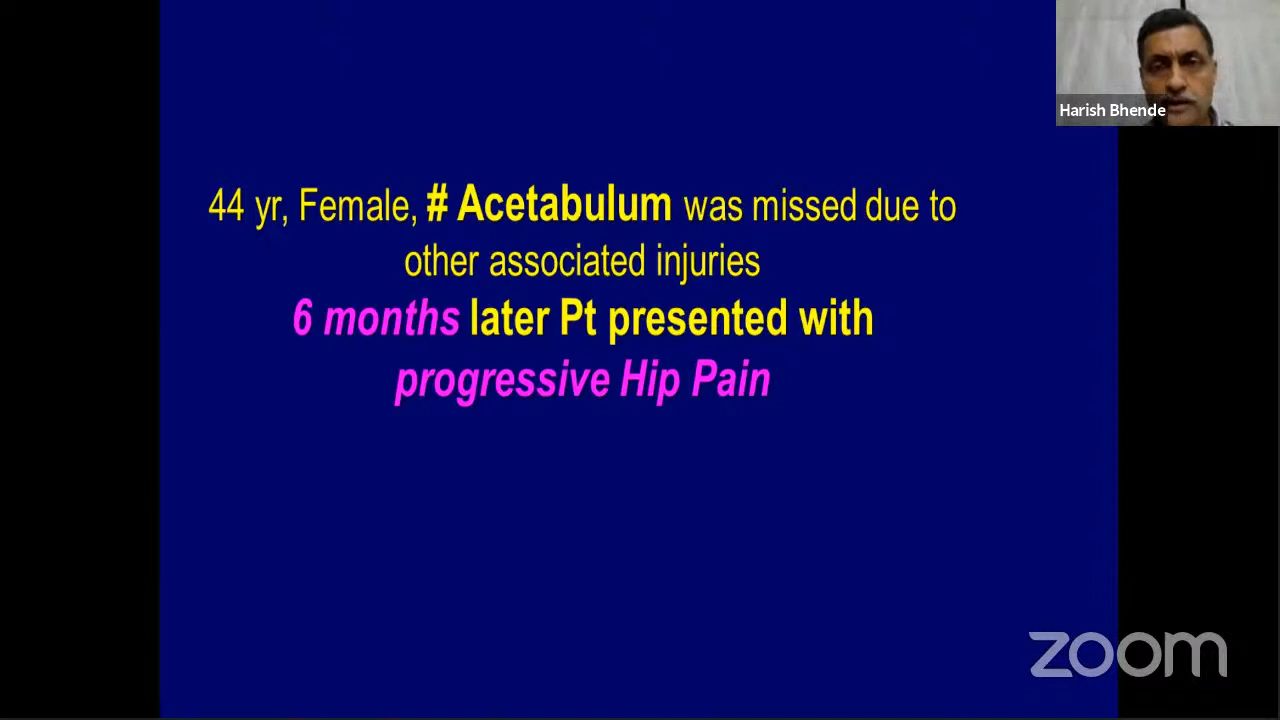 Harish Bhende
44 yr, Female, # Acetabulum was missed due to
other associated injuries
6 months later Pt presented with
progressive Hip Pain
zoom